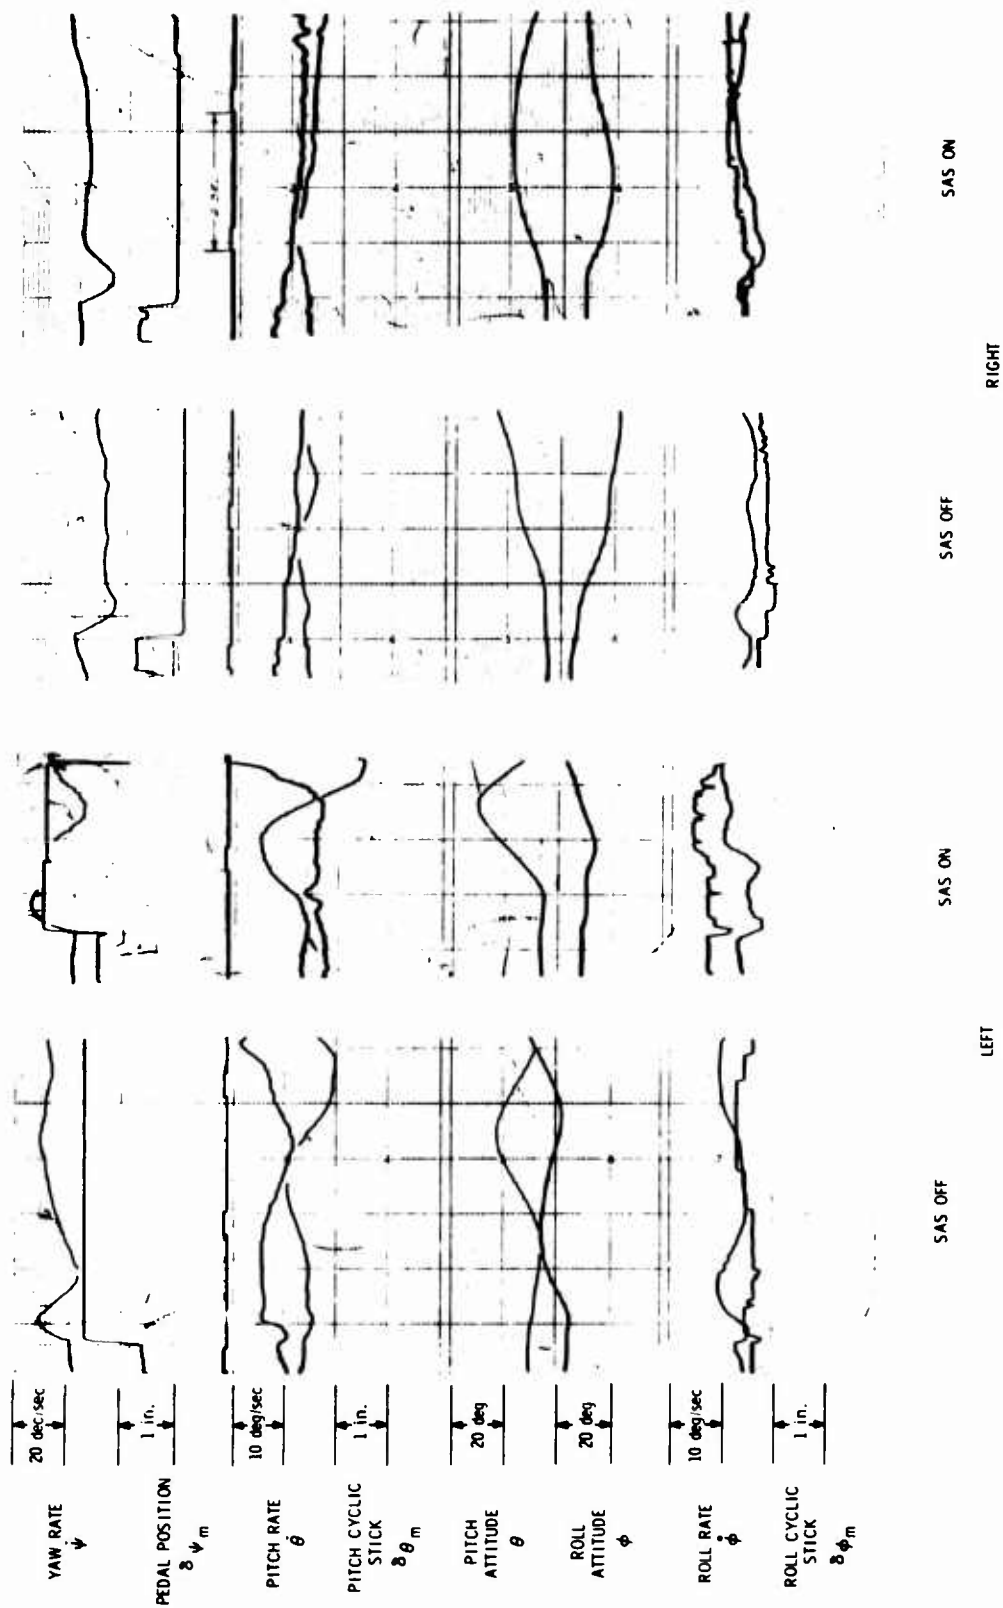 YAW RATE
ψ̇
20 dec/sec
PEDAL POSITION
δψm
1 in.
PITCH RATE
θ̇
10 deg/sec
PITCH CYCLIC
STICK
δθm
1 in.
PITCH
ATTITUDE
θ
20 deg
ROLL
ATTITUDE
φ
20 deg
ROLL RATE
φ̇
10 deg/sec
ROLL CYCLIC
STICK
δφm
1 in.
SAS OFF
SAS ON
SAS OFF
SAS ON
LEFT
RIGHT